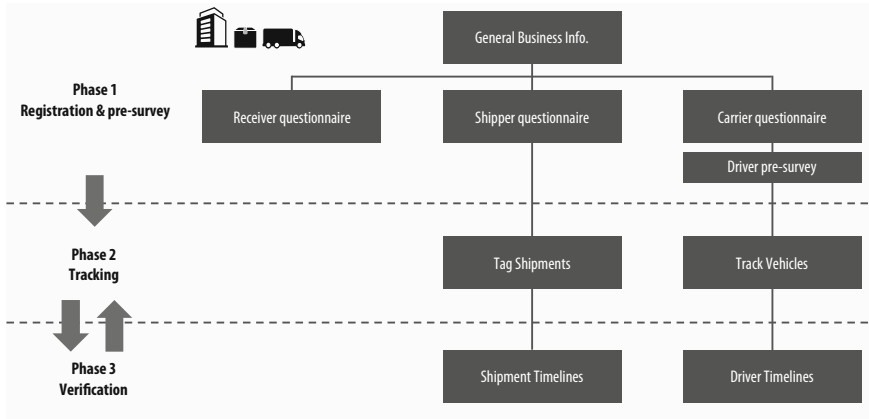 General Business Info.
Phase 1
Registration & pre-survey
Receiver questionnaire
Shipper questionnaire
Carrier questionnaire
Driver pre-survey
Phase 2
Tracking
Tag Shipments
Track Vehicles
Phase 3
Verification
Shipment Timelines
Driver Timelines